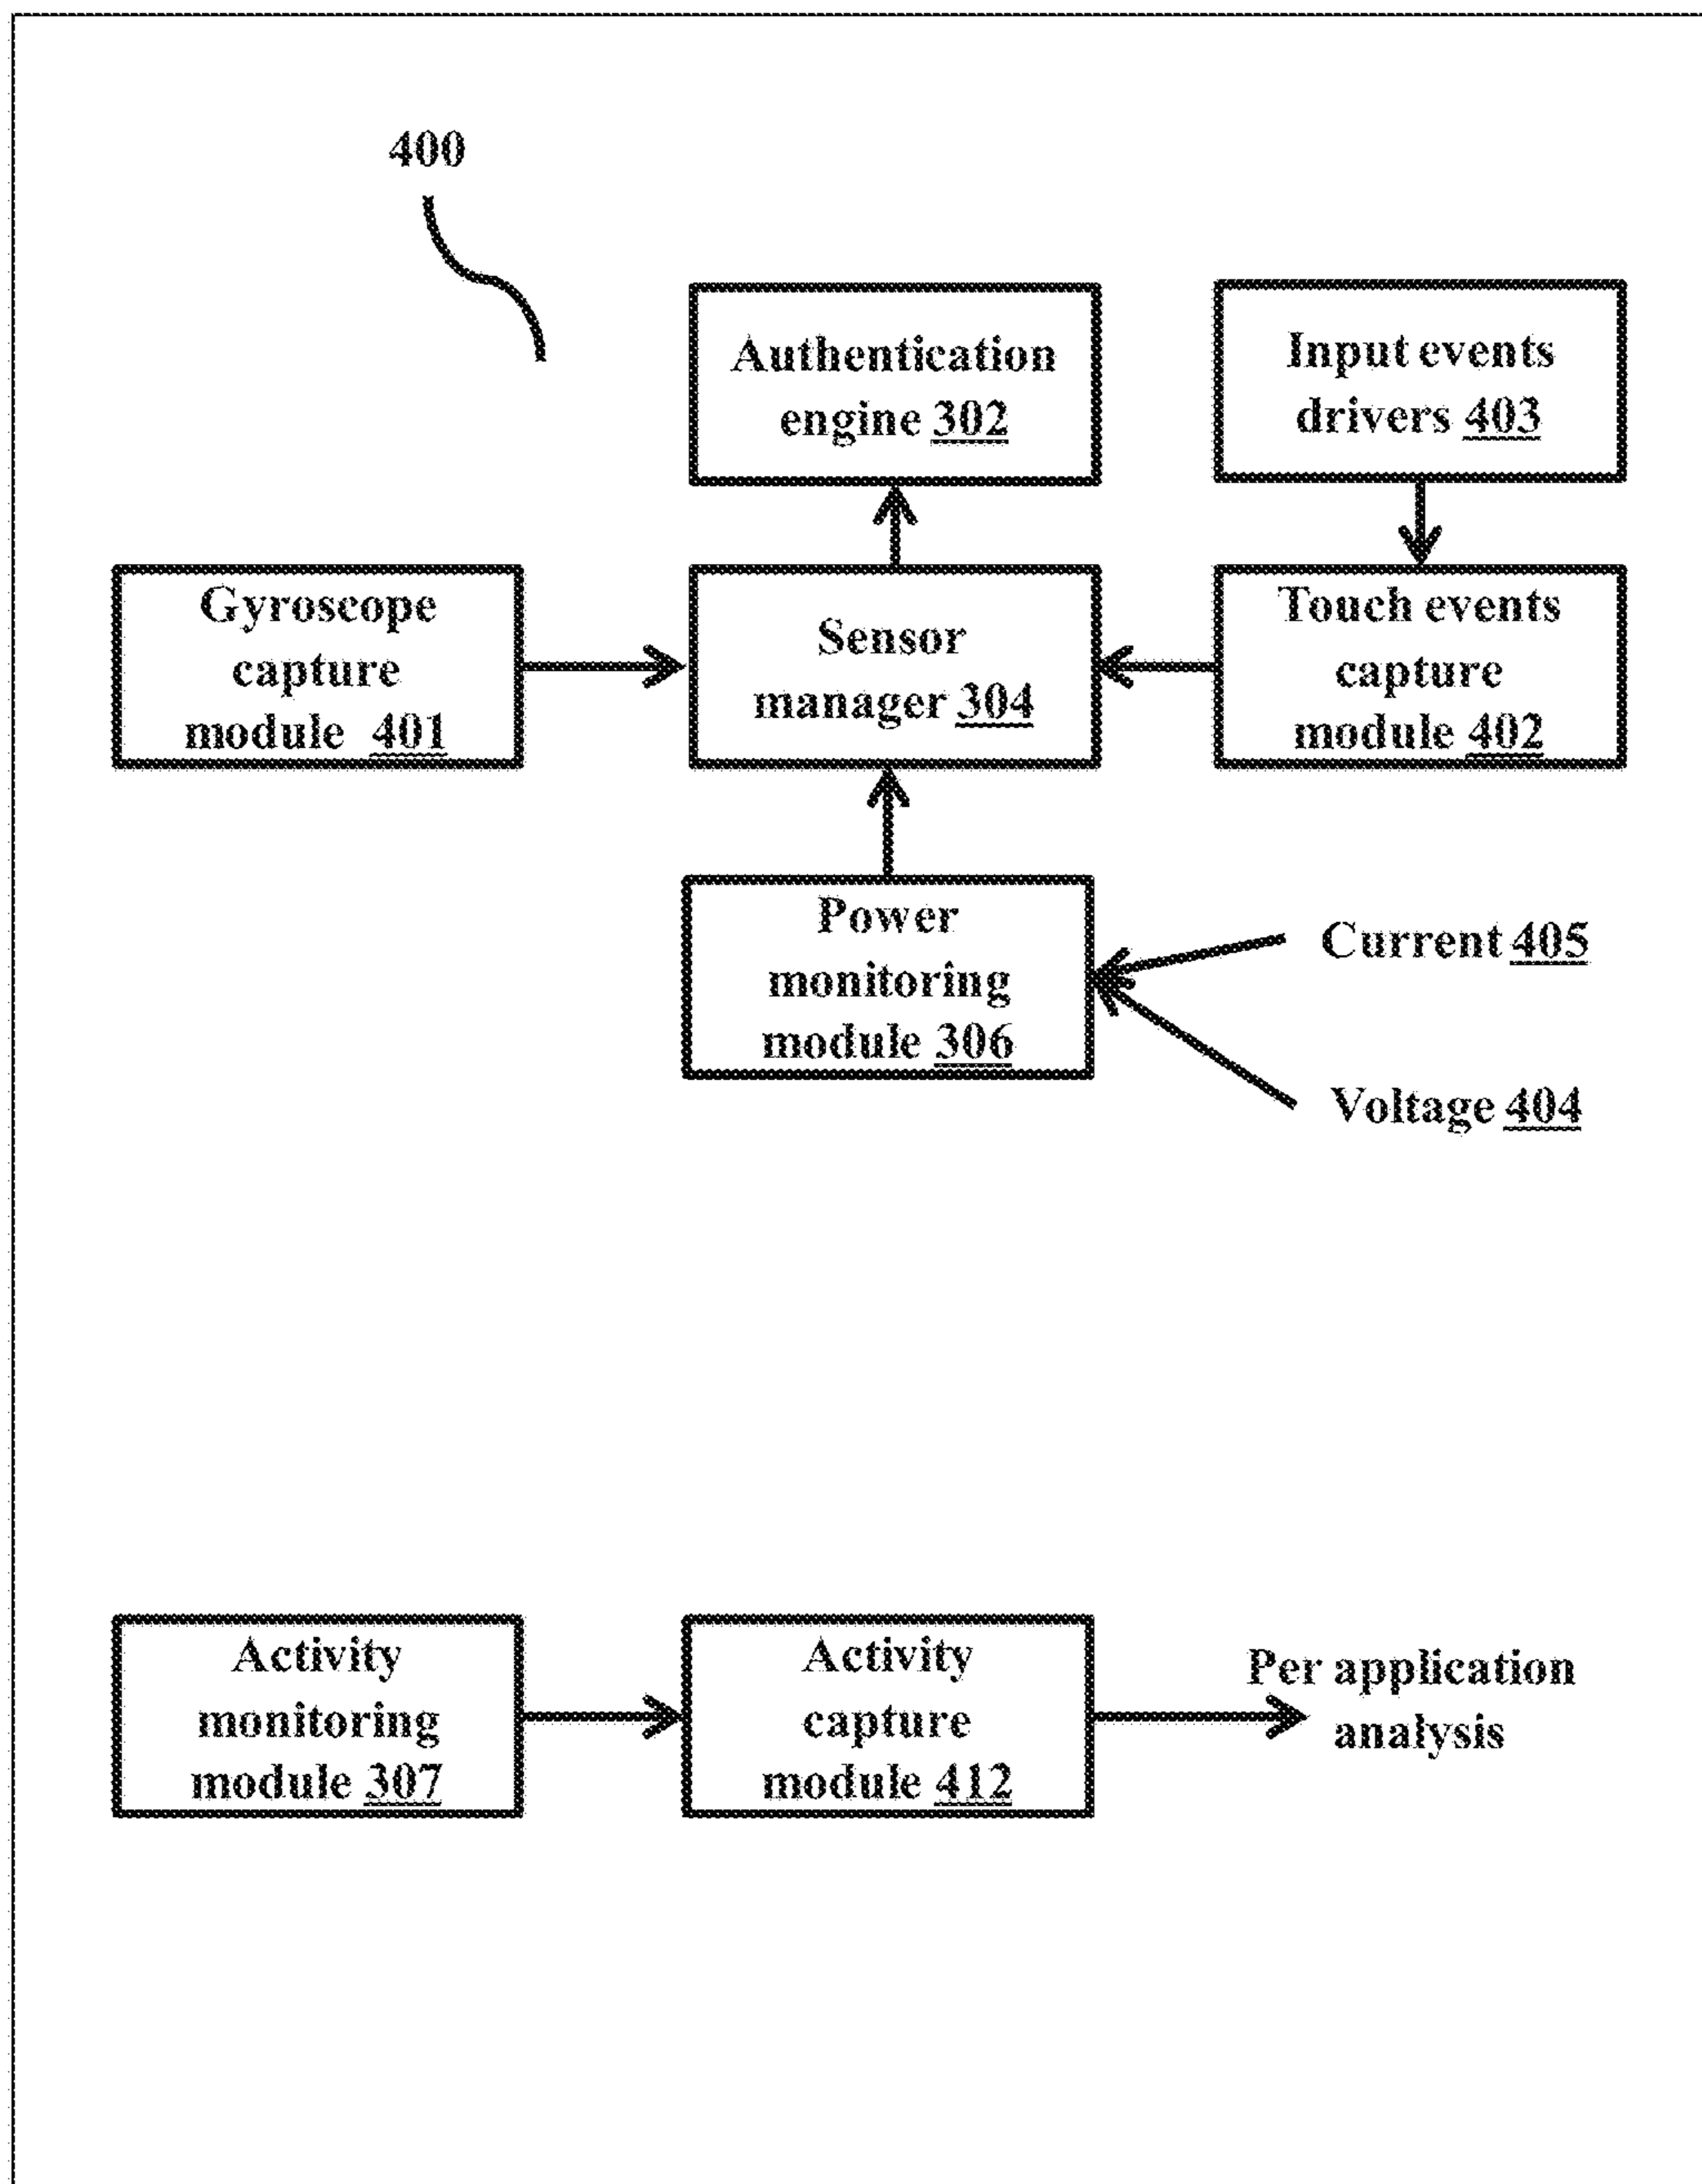 400
Authentication
engine 302
Input events
drivers 403
Gyroscope
capture
module 401
Sensor
manager 304
Touch events
capture
module 402
Power
monitoring
module 306
Current 405
Voltage 404
Activity
monitoring
module 307
Activity
capture
module 412
Per application
analysis